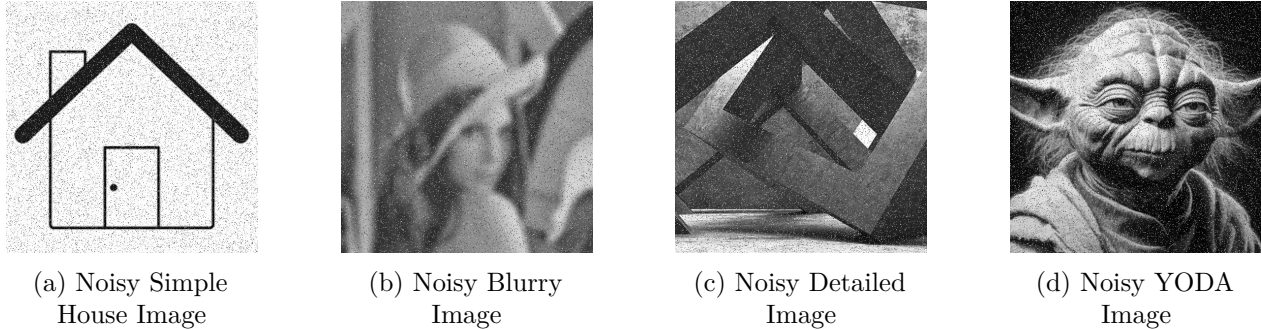 (a) Noisy Simple
House Image
(b) Noisy Blurry
Image
(c) Noisy Detailed
Image
(d) Noisy YODA
Image